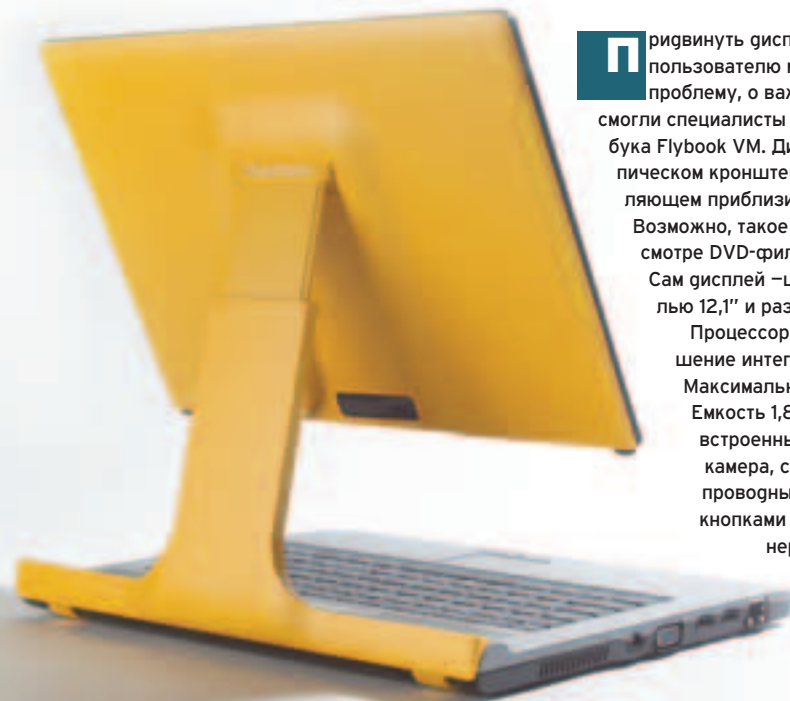 Придвинуть дисп
пользователю
проблему, о важ
смогли специалисты
бука Flybook VM. Ди
пическом кронште
ляющем приблизи
Возможно, такое
смотре DVD-фил
Сам дисплей —
лью 12,1″ и раз
Процессор
шение интег
Максимальн
Емкость 1,8
встроенны
камера, с
проводны
кнопками
нер